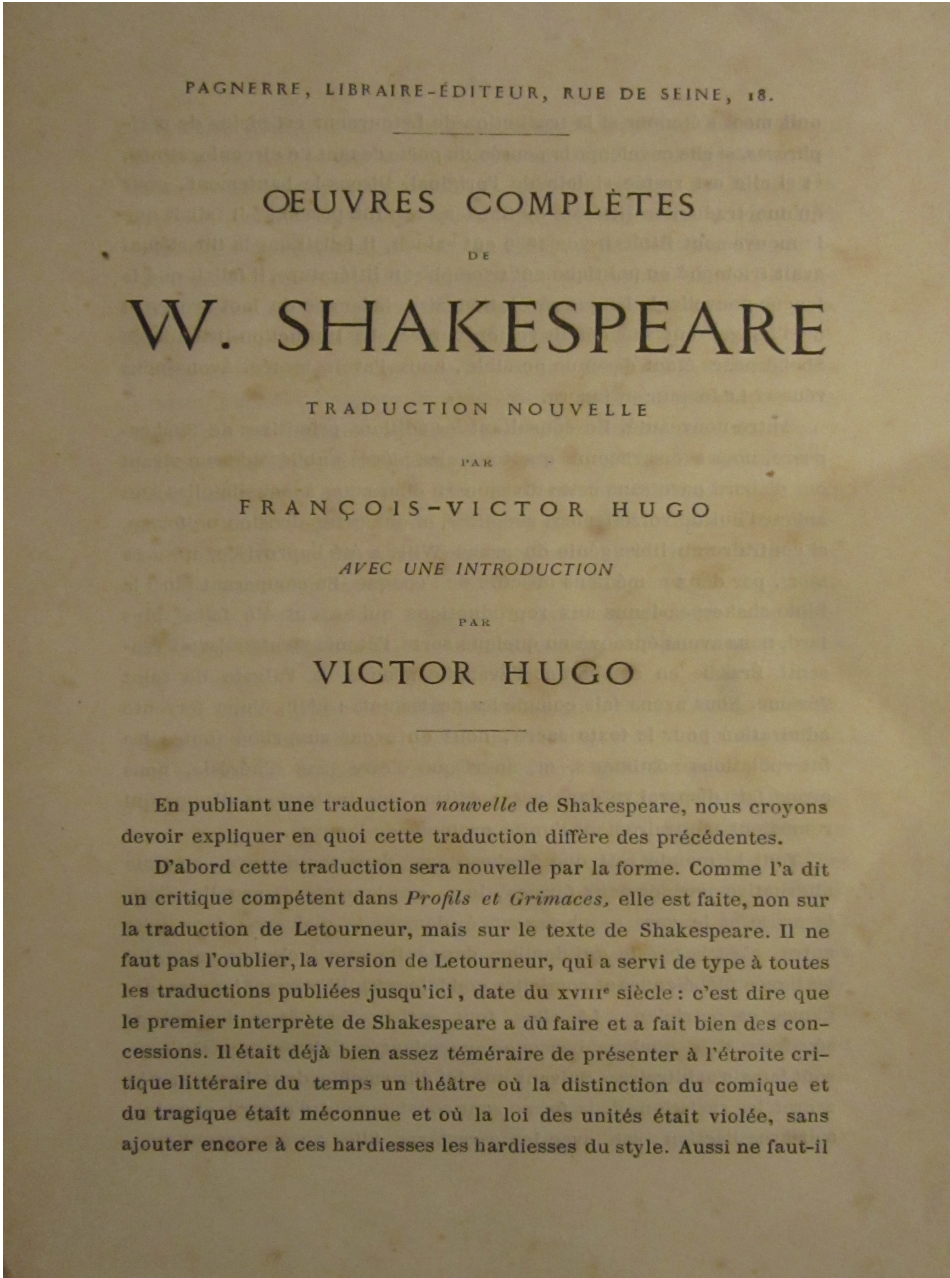 PAGNERRE, LIBRAIRE-ÉDITEUR, RUE DE SEINE, 18.
OEUVRES COMPLÈTES
DE
W. SHAKESPEARE
TRADUCTION NOUVELLE
PAR
FRANÇOIS-VICTOR HUGO
AVEC UNE INTRODUCTION
PAR
VICTOR HUGO
En publiant une traduction nouvelle de Shakespeare, nous croyons
devoir expliquer en quoi cette traduction diffère des précédentes.
D'abord cette traduction sera nouvelle par la forme. Comme l'a dit
un critique compétent dans Profils et Grimaces, elle est faite, non sur
la traduction de Letourneur, mais sur le texte de Shakespeare. Il ne
faut pas l'oublier, la version de Letourneur, qui a servi de type à toutes
les traductions publiées jusqu'ici, date du XVIIIe siècle : c'est dire que
le premier interprète de Shakespeare a dû faire et a fait bien des con-
cessions. Il était déjà bien assez téméraire de présenter à l'étroite cri-
tique littéraire du temps un théâtre où la distinction du comique et
du tragique était méconnue et où la loi des unités était violée, sans
ajouter encore à ces hardiesses les hardiesses du style. Aussi ne faut-il